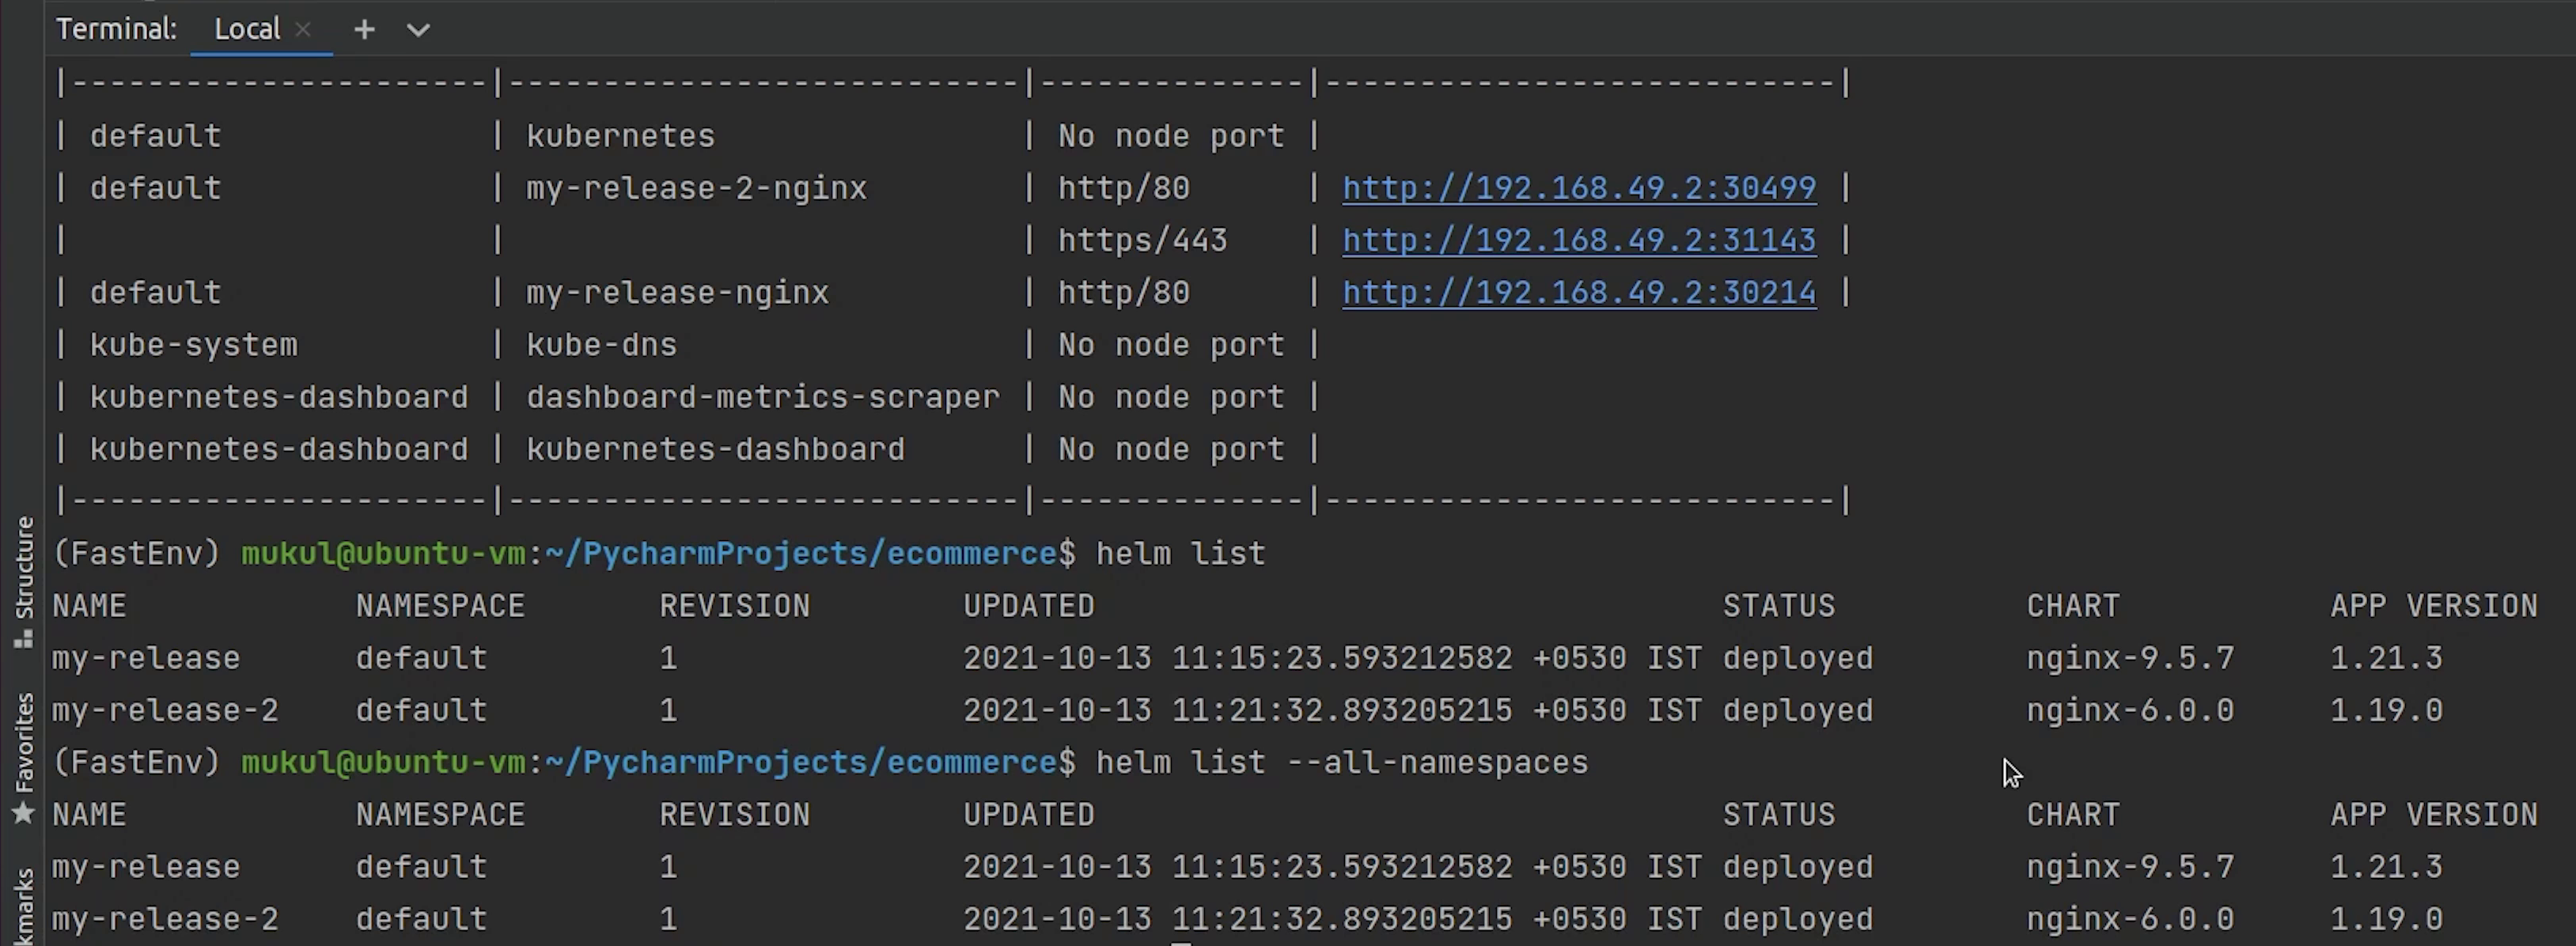 Terminal: Local × + 
|----------------------|---------------------------|--------------|---------------------------|
| default | kubernetes | No node port |
| default | my-release-2-nginx | http/80 | http://192.168.49.2:30499 |
| | | https/443 | http://192.168.49.2:31143 |
| default | my-release-nginx | http/80 | http://192.168.49.2:30214 |
| kube-system | kube-dns | No node port |
| kubernetes-dashboard | dashboard-metrics-scraper | No node port |
| kubernetes-dashboard | kubernetes-dashboard | No node port |
|----------------------|---------------------------|--------------|---------------------------|
(FastEnv) mukul@ubuntu-vm:~/PycharmProjects/ecommerce$ helm list
NAME NAMESPACE REVISION UPDATED STATUS CHART APP VERSION
my-release default 1 2021-10-13 11:15:23.593212582 +0530 IST deployed nginx-9.5.7 1.21.3
my-release-2 default 1 2021-10-13 11:21:32.893205215 +0530 IST deployed nginx-6.0.0 1.19.0
(FastEnv) mukul@ubuntu-vm:~/PycharmProjects/ecommerce$ helm list --all-namespaces
NAME NAMESPACE REVISION UPDATED STATUS CHART APP VERSION
my-release default 1 2021-10-13 11:15:23.593212582 +0530 IST deployed nginx-9.5.7 1.21.3
my-release-2 default 1 2021-10-13 11:21:32.893205215 +0530 IST deployed nginx-6.0.0 1.19.0
Structure
Favorites